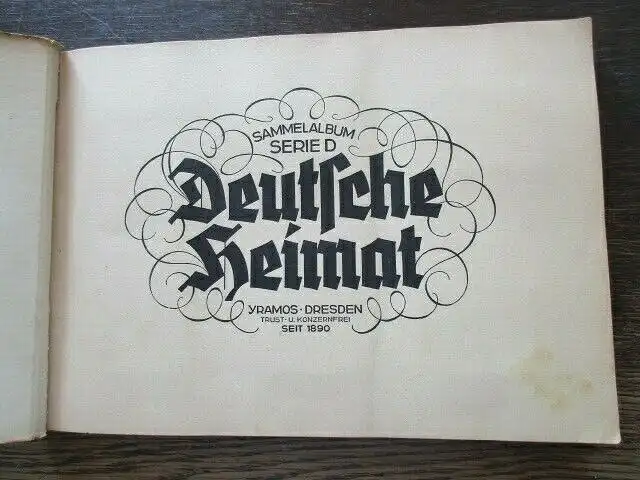 SAMMELALBUM
SERIE D
Deutſche
Heimat
YRAMOS · DRESDEN
TRUST- U. KONZERNFREI
SEIT 1890